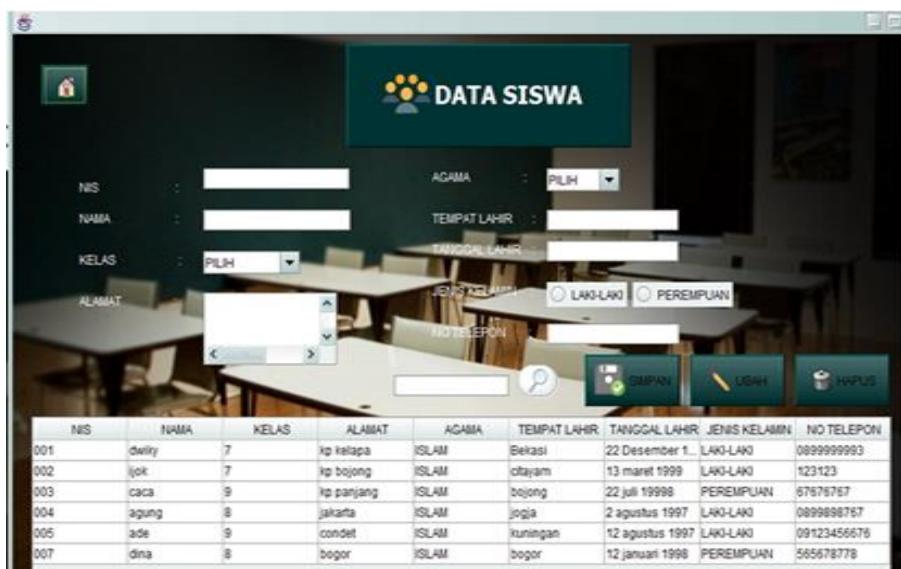 DATA SISWA
NIS :
NAMA :
KELAS : PILIH
ALAMAT
AGAMA : PILIH
TEMPAT LAHIR :
TANGGAL LAHIR :
JENIS KELAMIN : LAKI-LAKI PEREMPUAN
NO TELEPON
SIMPAN UBAH HAPUS
NIS NAMA KELAS ALAMAT AGAMA TEMPAT LAHIR TANGGAL LAHIR JENIS KELAMIN NO TELEPON
001 dwiky 7 kp kelapa ISLAM Bekasi 22 Desember 1... LAKI-LAKI 0899999993
002 ijok 7 kp bojong ISLAM citayam 13 maret 1999 LAKI-LAKI 123123
003 caca 9 kp panjang ISLAM bojong 22 juli 19998 PEREMPUAN 67676767
004 agung 8 jakarta ISLAM jogja 2 agustus 1997 LAKI-LAKI 0899898767
005 ade 9 condet ISLAM kuningan 12 agustus 1997 LAKI-LAKI 09123456676
007 dina 8 bogor ISLAM bogor 12 januari 1998 PEREMPUAN 565678778